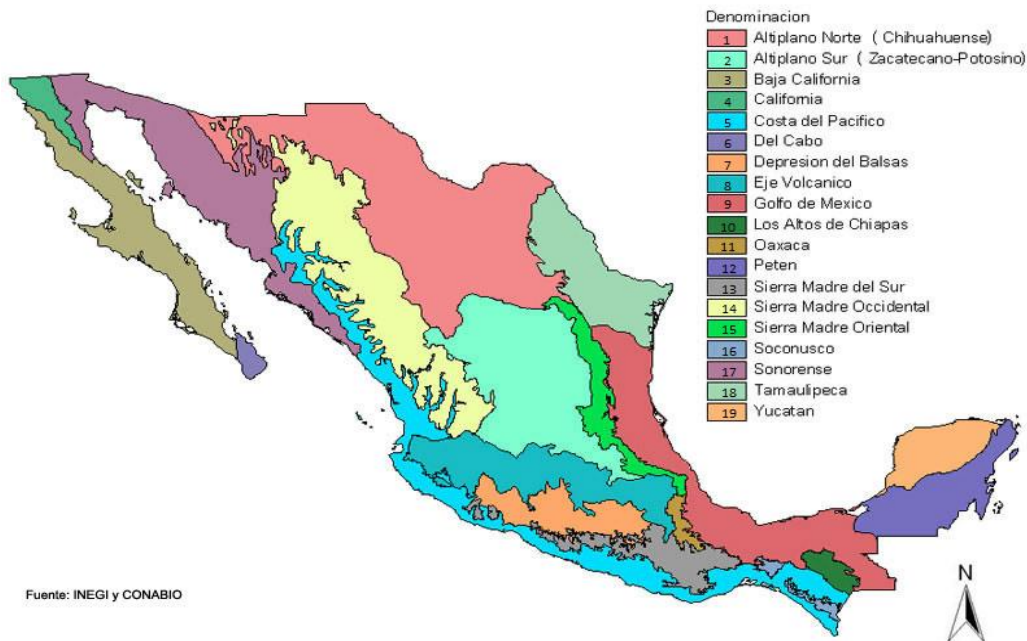 Denominacion
1 Altiplano Norte ( Chihuahuense)
2 Altiplano Sur ( Zacatecano-Potosino)
3 Baja California
4 California
5 Costa del Pacifico
6 Del Cabo
7 Depresion del Balsas
8 Eje Volcanico
9 Golfo de Mexico
10 Los Altos de Chiapas
11 Oaxaca
12 Peten
13 Sierra Madre del Sur
14 Sierra Madre Occidental
15 Sierra Madre Oriental
16 Soconusco
17 Sonorense
18 Tamaulipeca
19 Yucatan
Fuente: INEGI y CONABIO
N